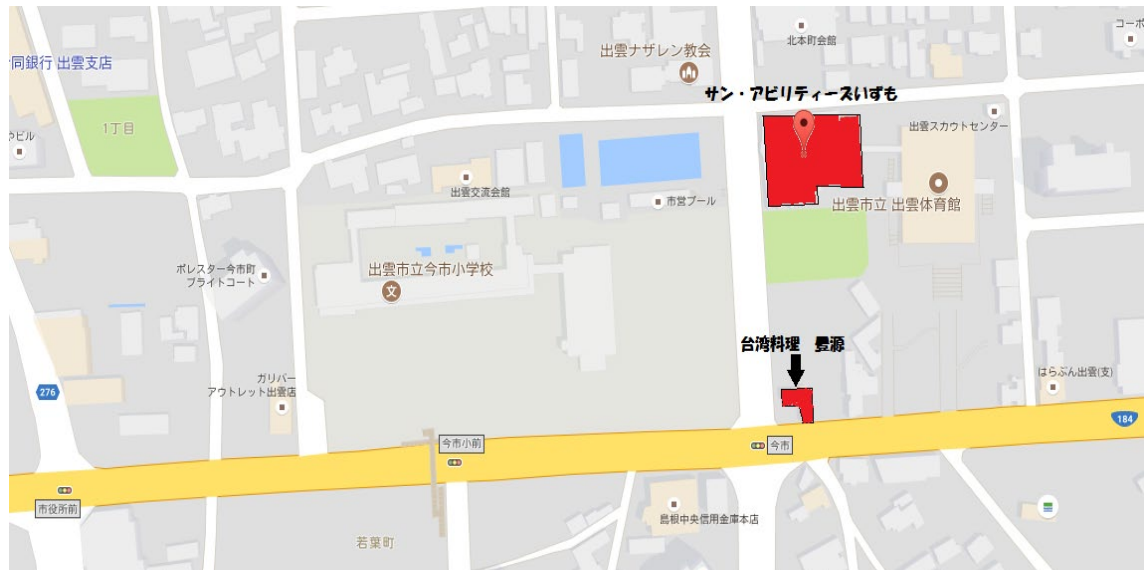 北本町会館
コーポ
出雲ナザレン教会
同銀行 出雲支店
サン・アビリティーズいずも
1丁目
やビル
出雲スカウトセンター
出雲交流会館
市営プール
出雲市立 出雲体育館
出雲市立今市小学校
文
ポレスター今市町
ブライトコート
台湾料理 豊源
ガリバー
アウトレット出雲店
はらぶん出雲(支)
276
184
今市小前
今市
市役所前
島根中央信用金庫本店
若葉町